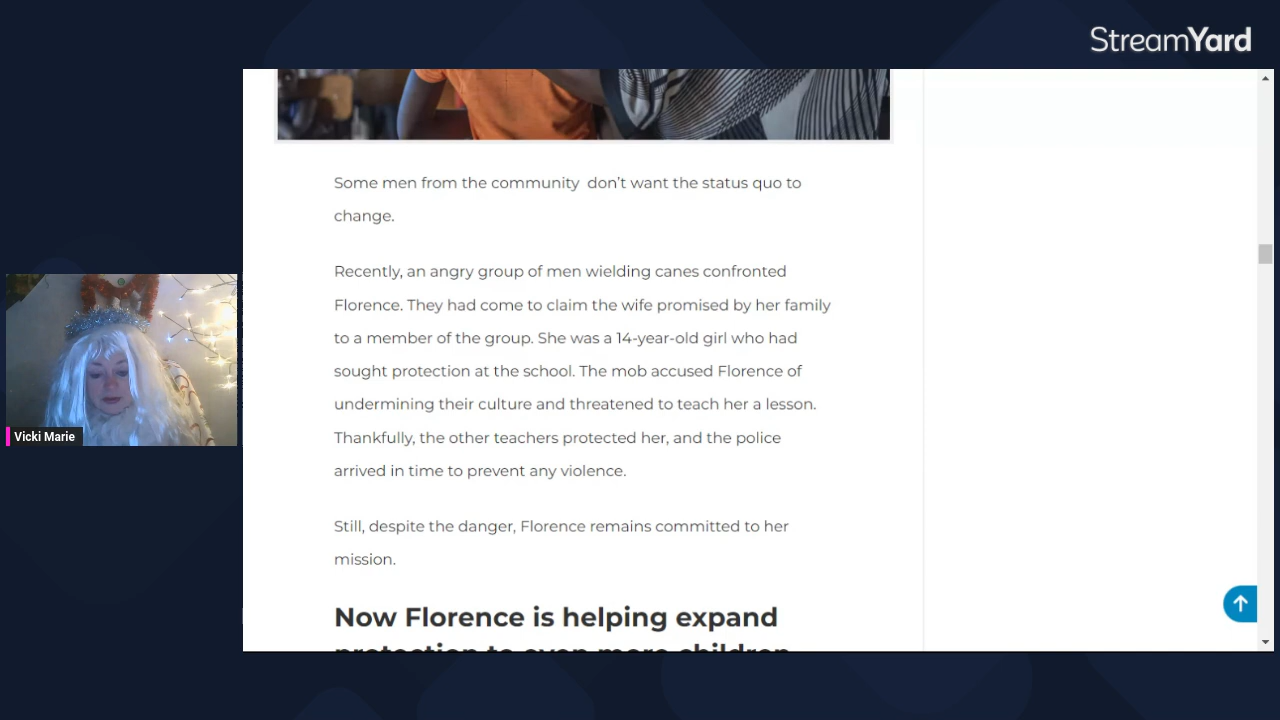 StreamYard
Some men from the community  don’t want the status quo to
change.
Recently, an angry group of men wielding canes confronted
Florence. They had come to claim the wife promised by her family
to a member of the group. She was a 14-year-old girl who had
sought protection at the school. The mob accused Florence of
undermining their culture and threatened to teach her a lesson.
Thankfully, the other teachers protected her, and the police
arrived in time to prevent any violence.
Still, despite the danger, Florence remains committed to her
mission.
Now Florence is helping expand
protection to even more children
Vicki Marie